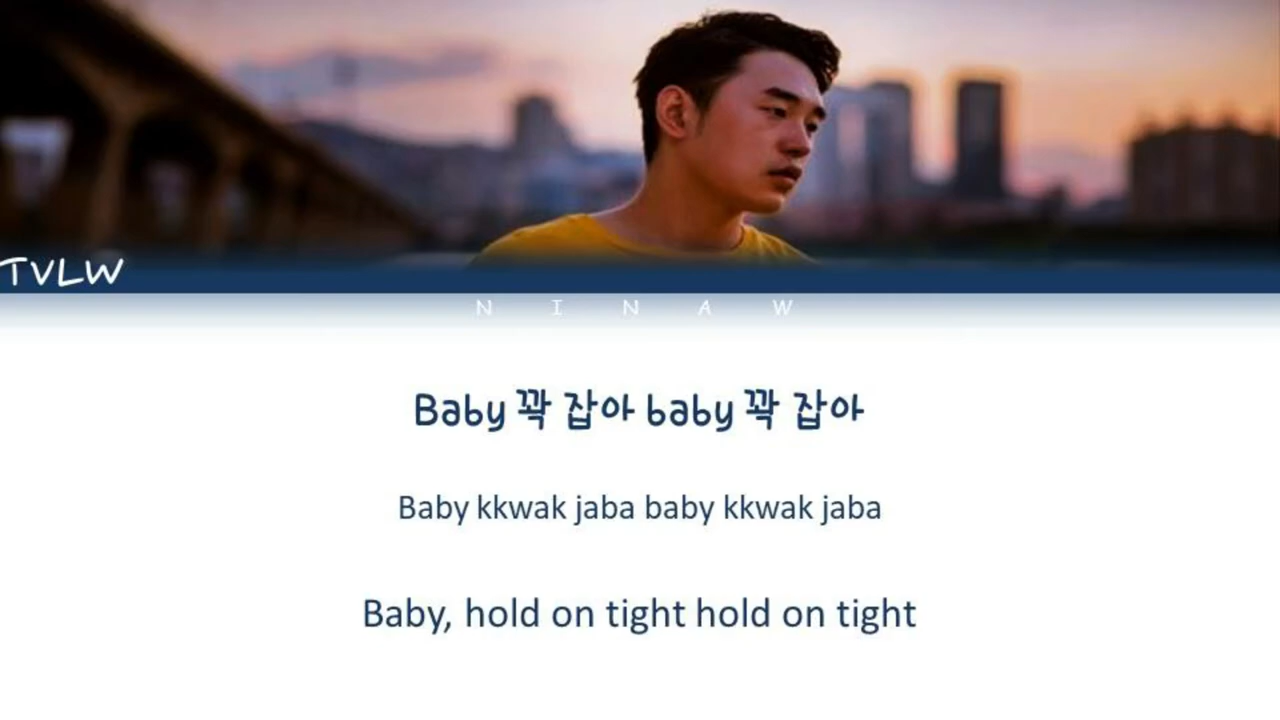 TVLW
N I N A W
Baby 꽉 잡아 baby 꽉 잡아
Baby kkwak jaba baby kkwak jaba
Baby, hold on tight hold on tight